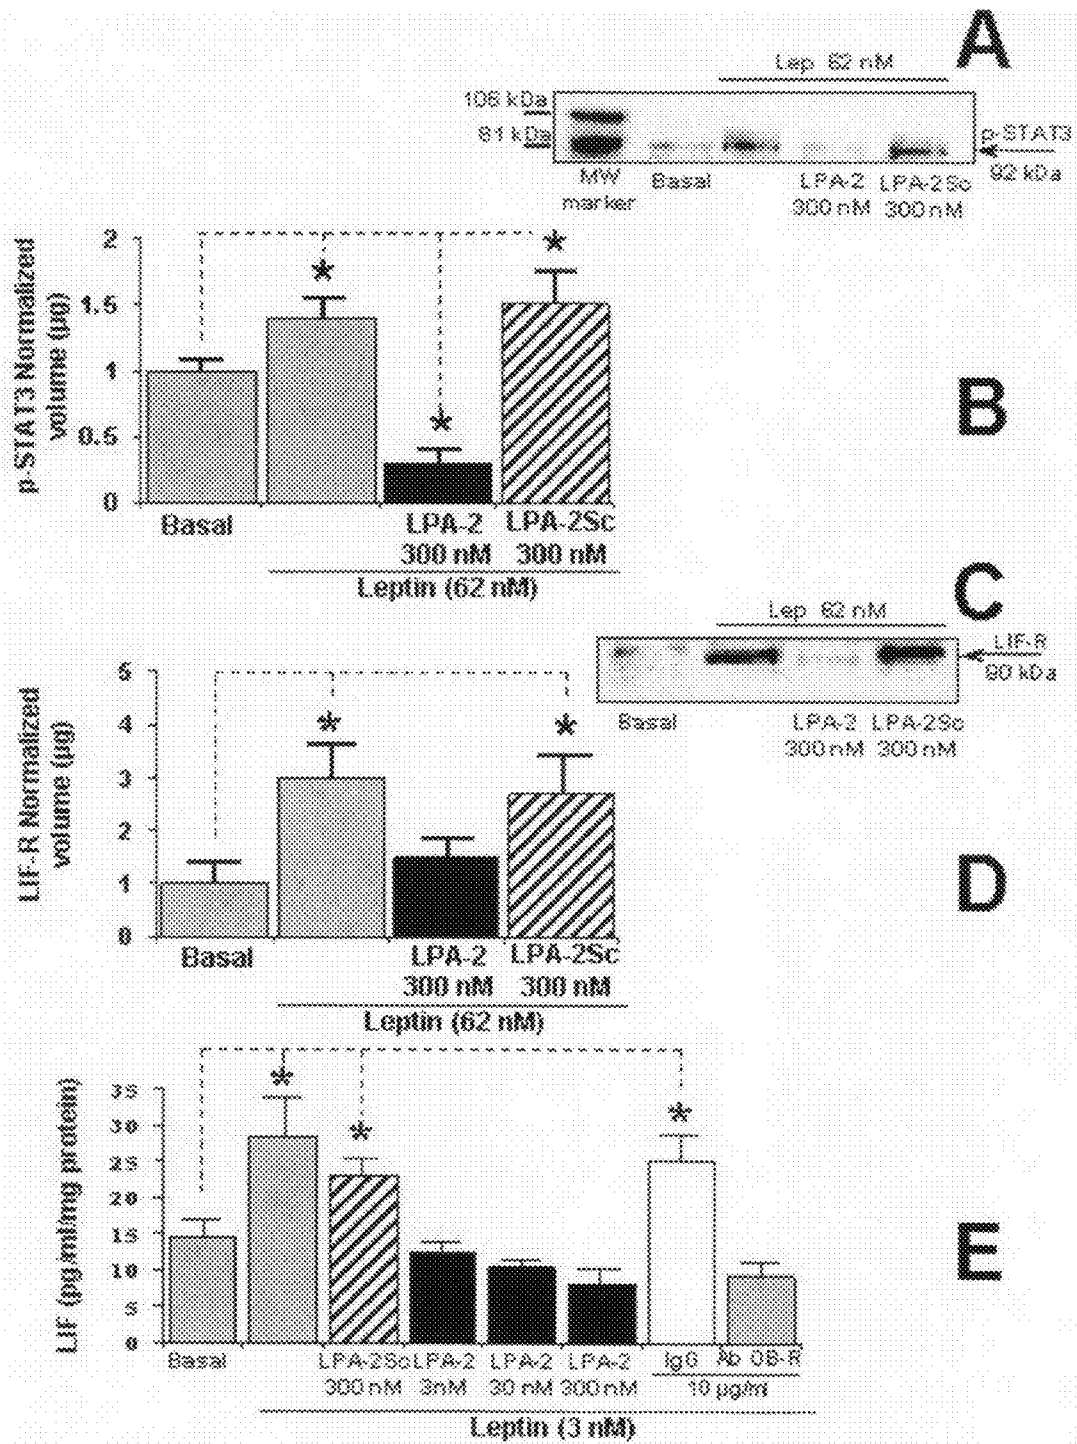 A
Lep 62 nM
106 kDa
81 kDa
p-STAT3
92 kDa
MW
marker
Basal
LPA-2
300 nM
LPA-2Sc
300 nM
B
p-STAT3 Normalized
volume (µg)
2
1.5
1
0.5
0
*
*
*
Basal
LPA-2
300 nM
LPA-2Sc
300 nM
Leptin (62 nM)
C
Lep 62 nM
LIF-R
90 kDa
Basal
LPA-2
300 nM
LPA-2Sc
300 nM
D
LIF-R Normalized
volume (µg)
5
4
3
2
1
0
*
*
Basal
LPA-2
300 nM
LPA-2Sc
300 nM
Leptin (62 nM)
E
LIF (pg/ml/mg protein)
35
30
25
20
15
10
5
0
*
*
*
Basal
LPA-2Sc
300 nM
LPA-2
3nM
LPA-2
30 nM
LPA-2
300 nM
IgG
Ab OB-R
10 µg/ml
Leptin (3 nM)